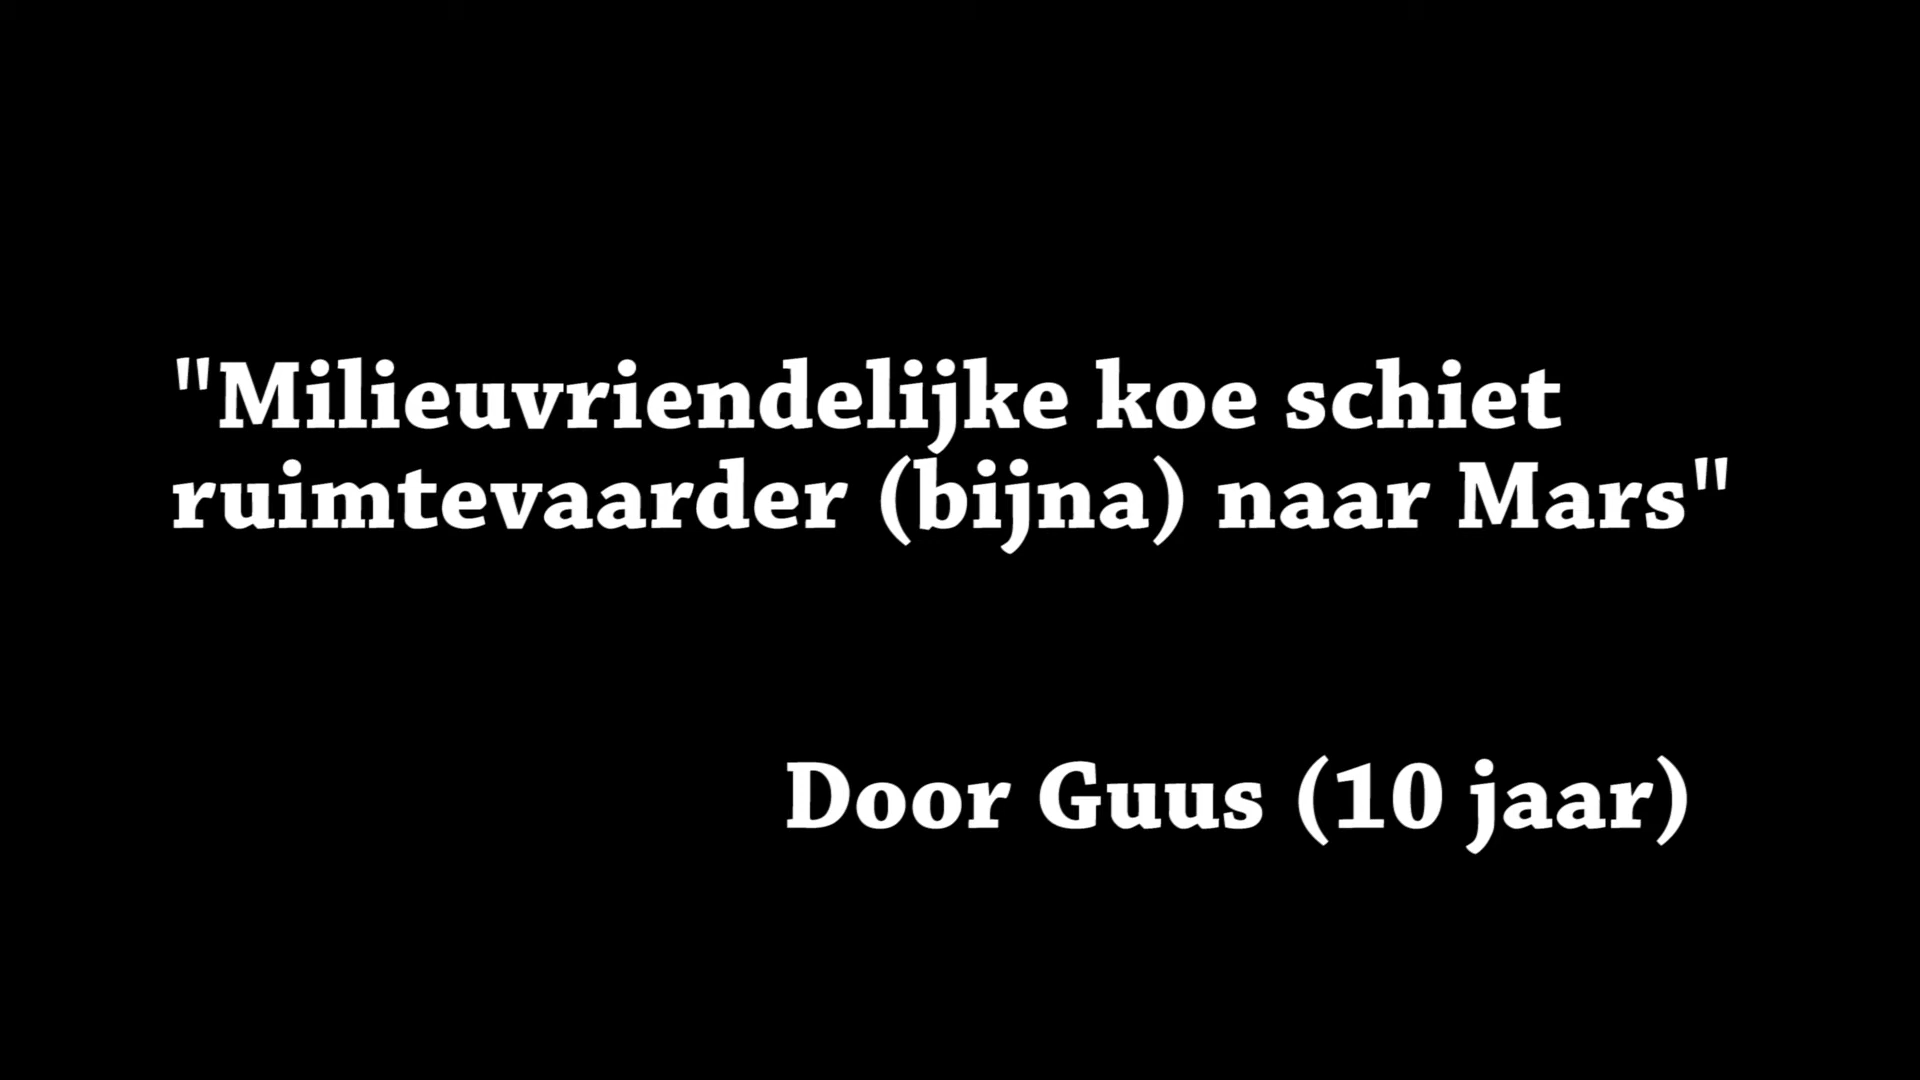 "Milieuvriendelijke koe schiet
ruimtevaarder (bijna) naar Mars"
Door Guus (10 jaar)